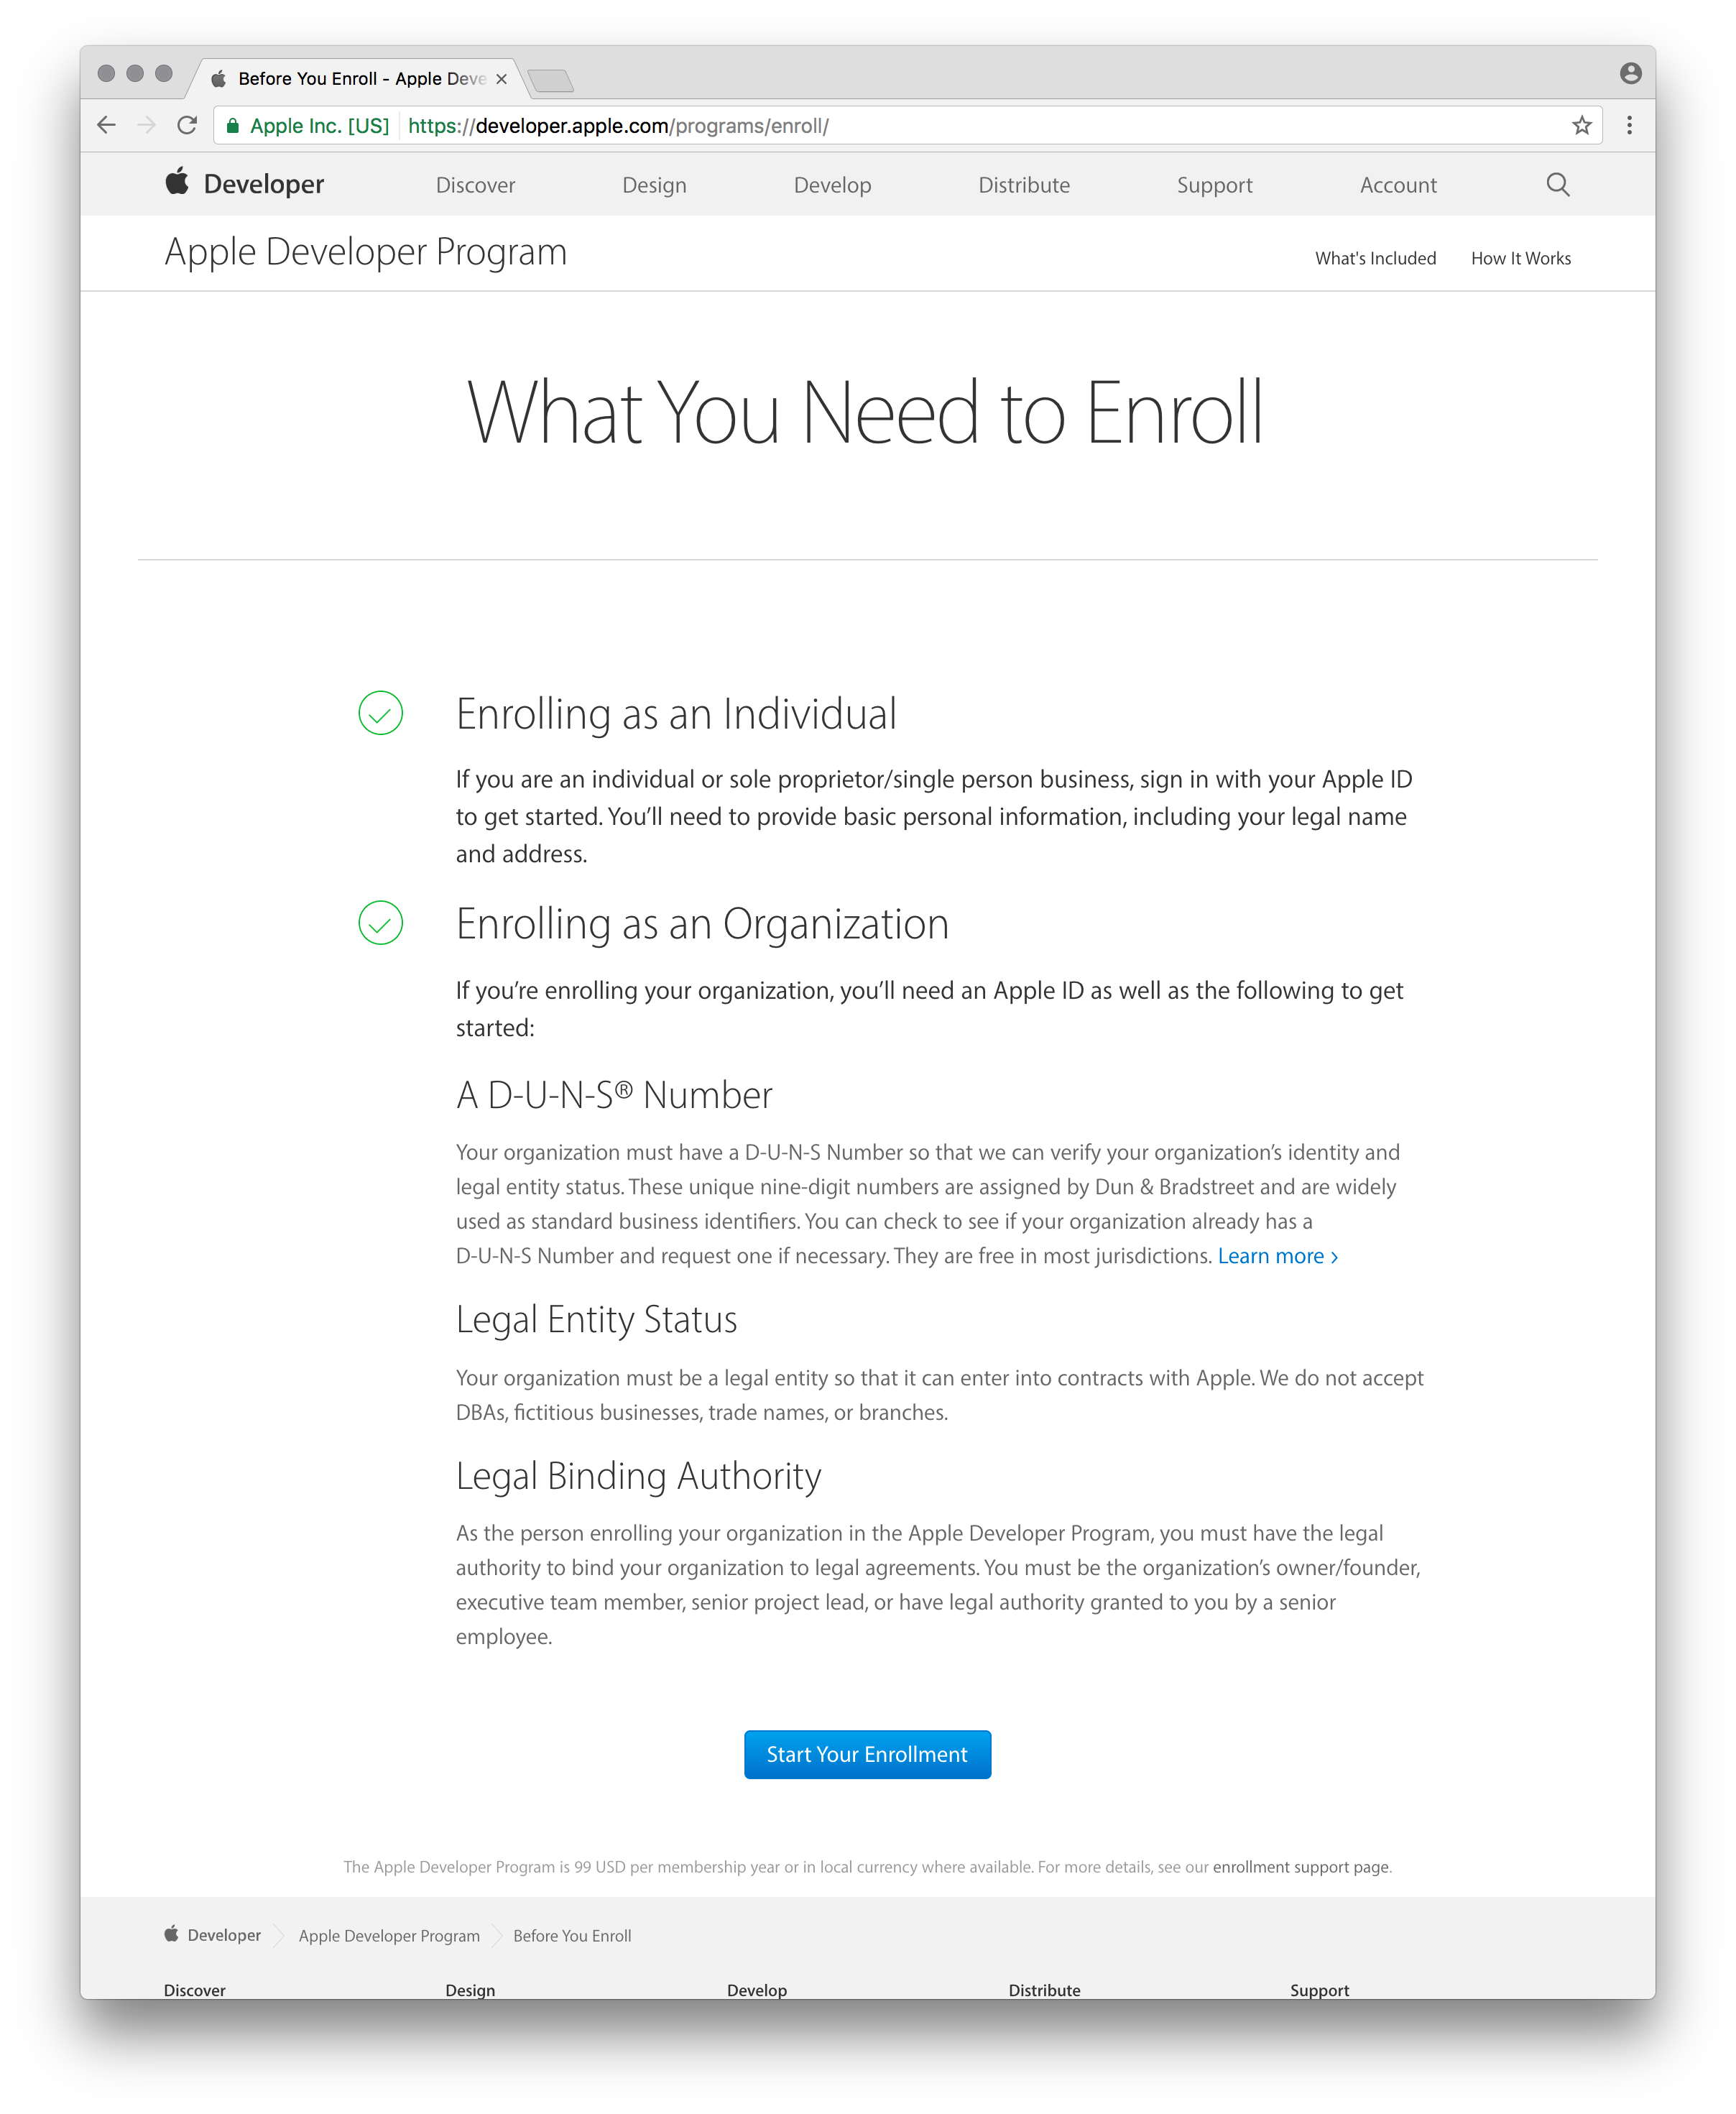 Before You Enroll - Apple Deve
Apple Inc. [US] https://developer.apple.com/programs/enroll/
Developer Discover Design Develop Distribute Support Account
Apple Developer Program What's Included How It Works
What You Need to Enroll
Enrolling as an Individual
If you are an individual or sole proprietor/single person business, sign in with your Apple ID
to get started. You’ll need to provide basic personal information, including your legal name
and address.
Enrolling as an Organization
If you’re enrolling your organization, you’ll need an Apple ID as well as the following to get
started:
A D-U-N-S® Number
Your organization must have a D-U-N-S Number so that we can verify your organization’s identity and
legal entity status. These unique nine-digit numbers are assigned by Dun & Bradstreet and are widely
used as standard business identifiers. You can check to see if your organization already has a
D-U-N-S Number and request one if necessary. They are free in most jurisdictions. Learn more ›
Legal Entity Status
Your organization must be a legal entity so that it can enter into contracts with Apple. We do not accept
DBAs, fictitious businesses, trade names, or branches.
Legal Binding Authority
As the person enrolling your organization in the Apple Developer Program, you must have the legal
authority to bind your organization to legal agreements. You must be the organization’s owner/founder,
executive team member, senior project lead, or have legal authority granted to you by a senior
employee.
Start Your Enrollment
The Apple Developer Program is 99 USD per membership year or in local currency where available. For more details, see our enrollment support page.
Developer Apple Developer Program Before You Enroll
Discover Design Develop Distribute Support